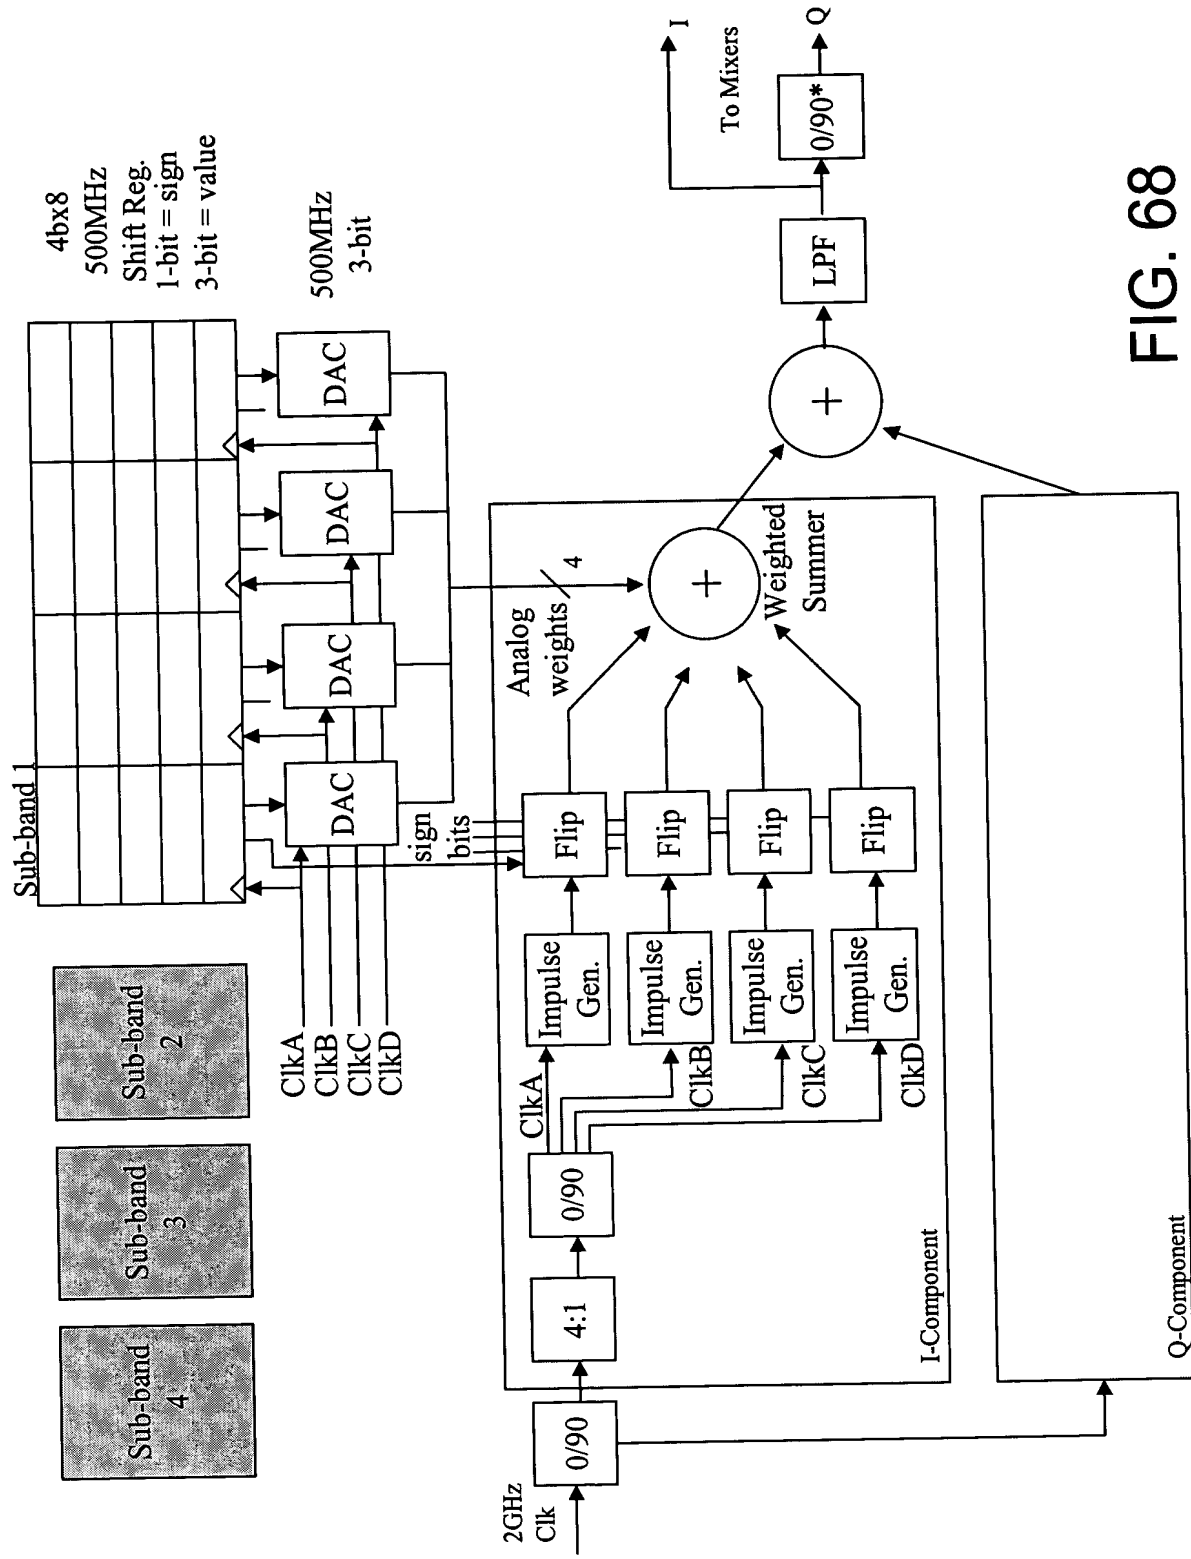 Sub-band
4
Sub-band
3
Sub-band
2
Sub-band 1
4bx8
500MHz
Shift Reg.
1-bit = sign
3-bit = value
ClkA
ClkB
ClkC
ClkD
DAC
DAC
DAC
DAC
500MHz
3-bit
2GHz
Clk
0/90
4:1
0/90
ClkA
ClkB
ClkC
ClkD
Impulse
Gen.
Impulse
Gen.
Impulse
Gen.
Impulse
Gen.
sign
bits
Flip
Flip
Flip
Flip
Analog
weights
4
+
Weighted
Summer
I-Component
Q-Component
+
LPF
0/90*
I
To Mixers
Q
FIG. 68